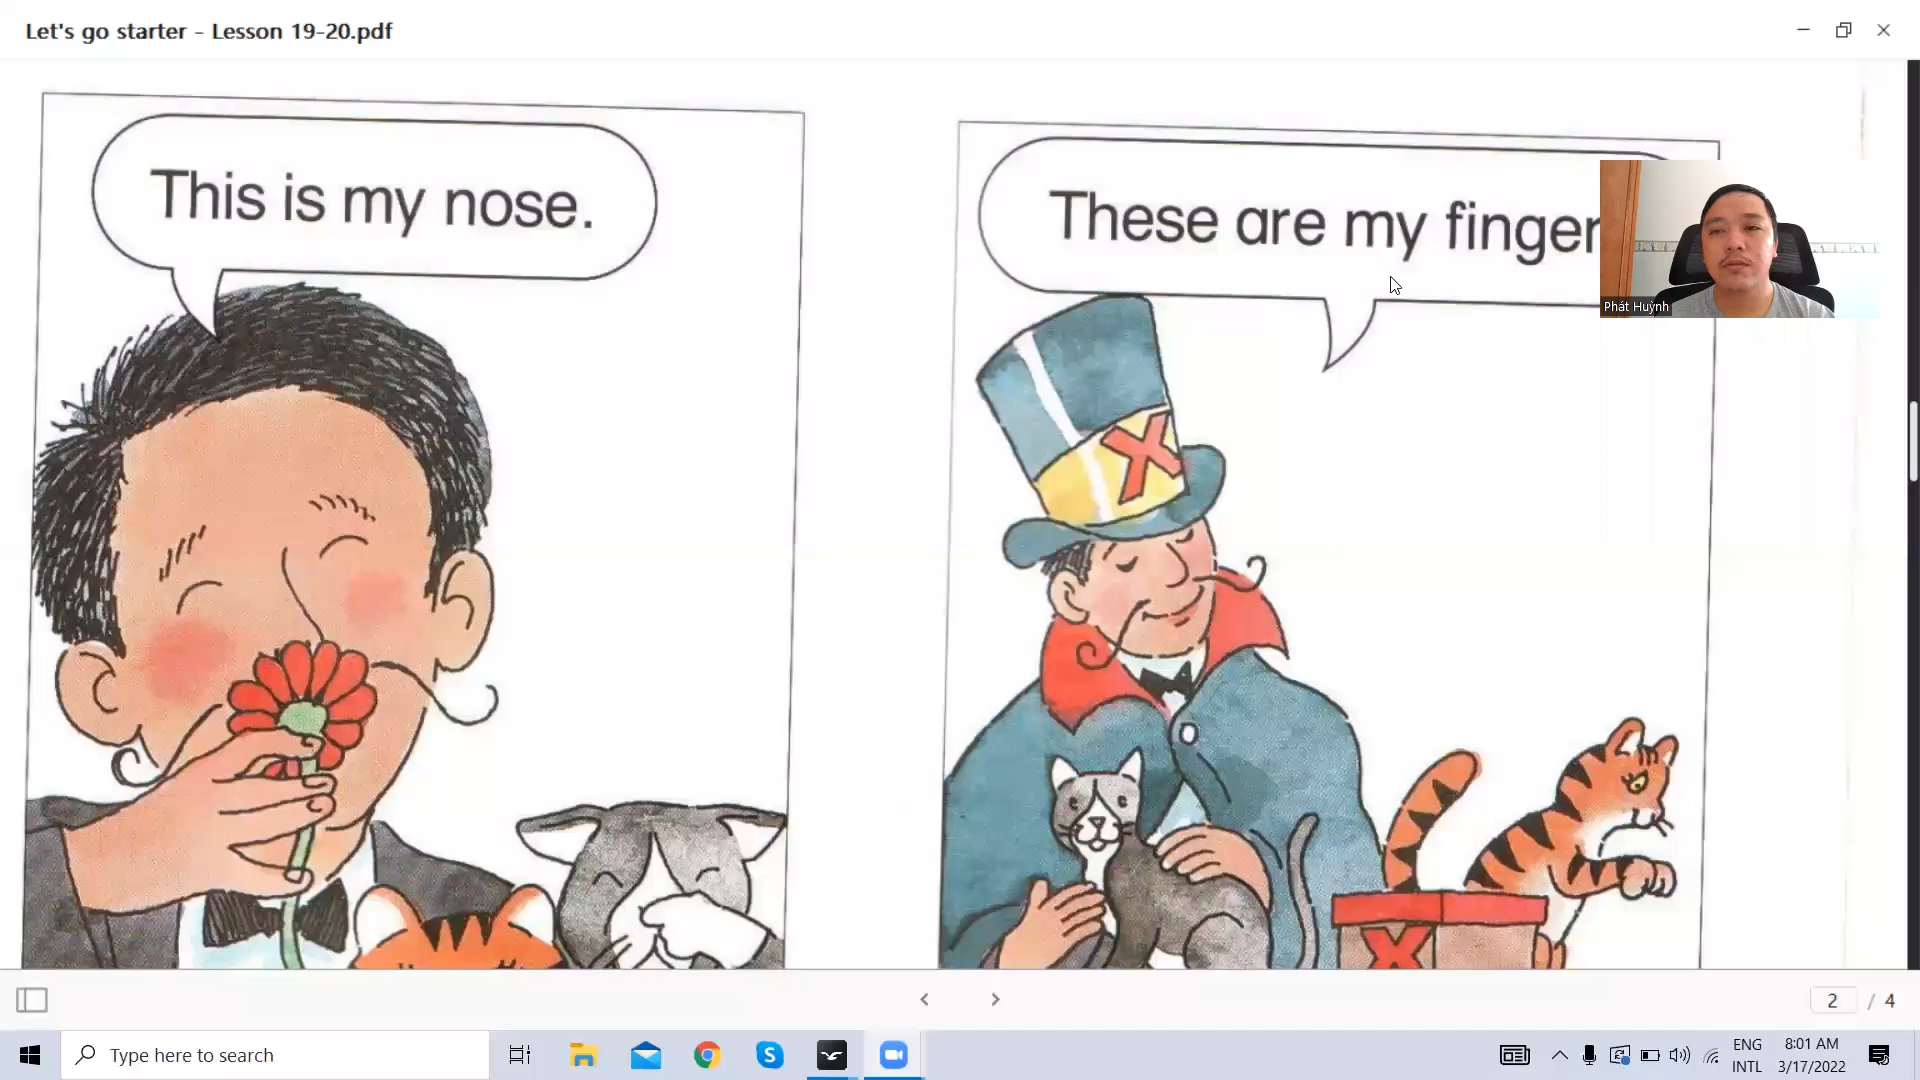 Let's go starter - Lesson 19-20.pdf
This is my nose.
These are my finger
X
Phát Huỳnh
X
2 / 4
Type here to search
ENG
INTL
8:01 AM
3/17/2022